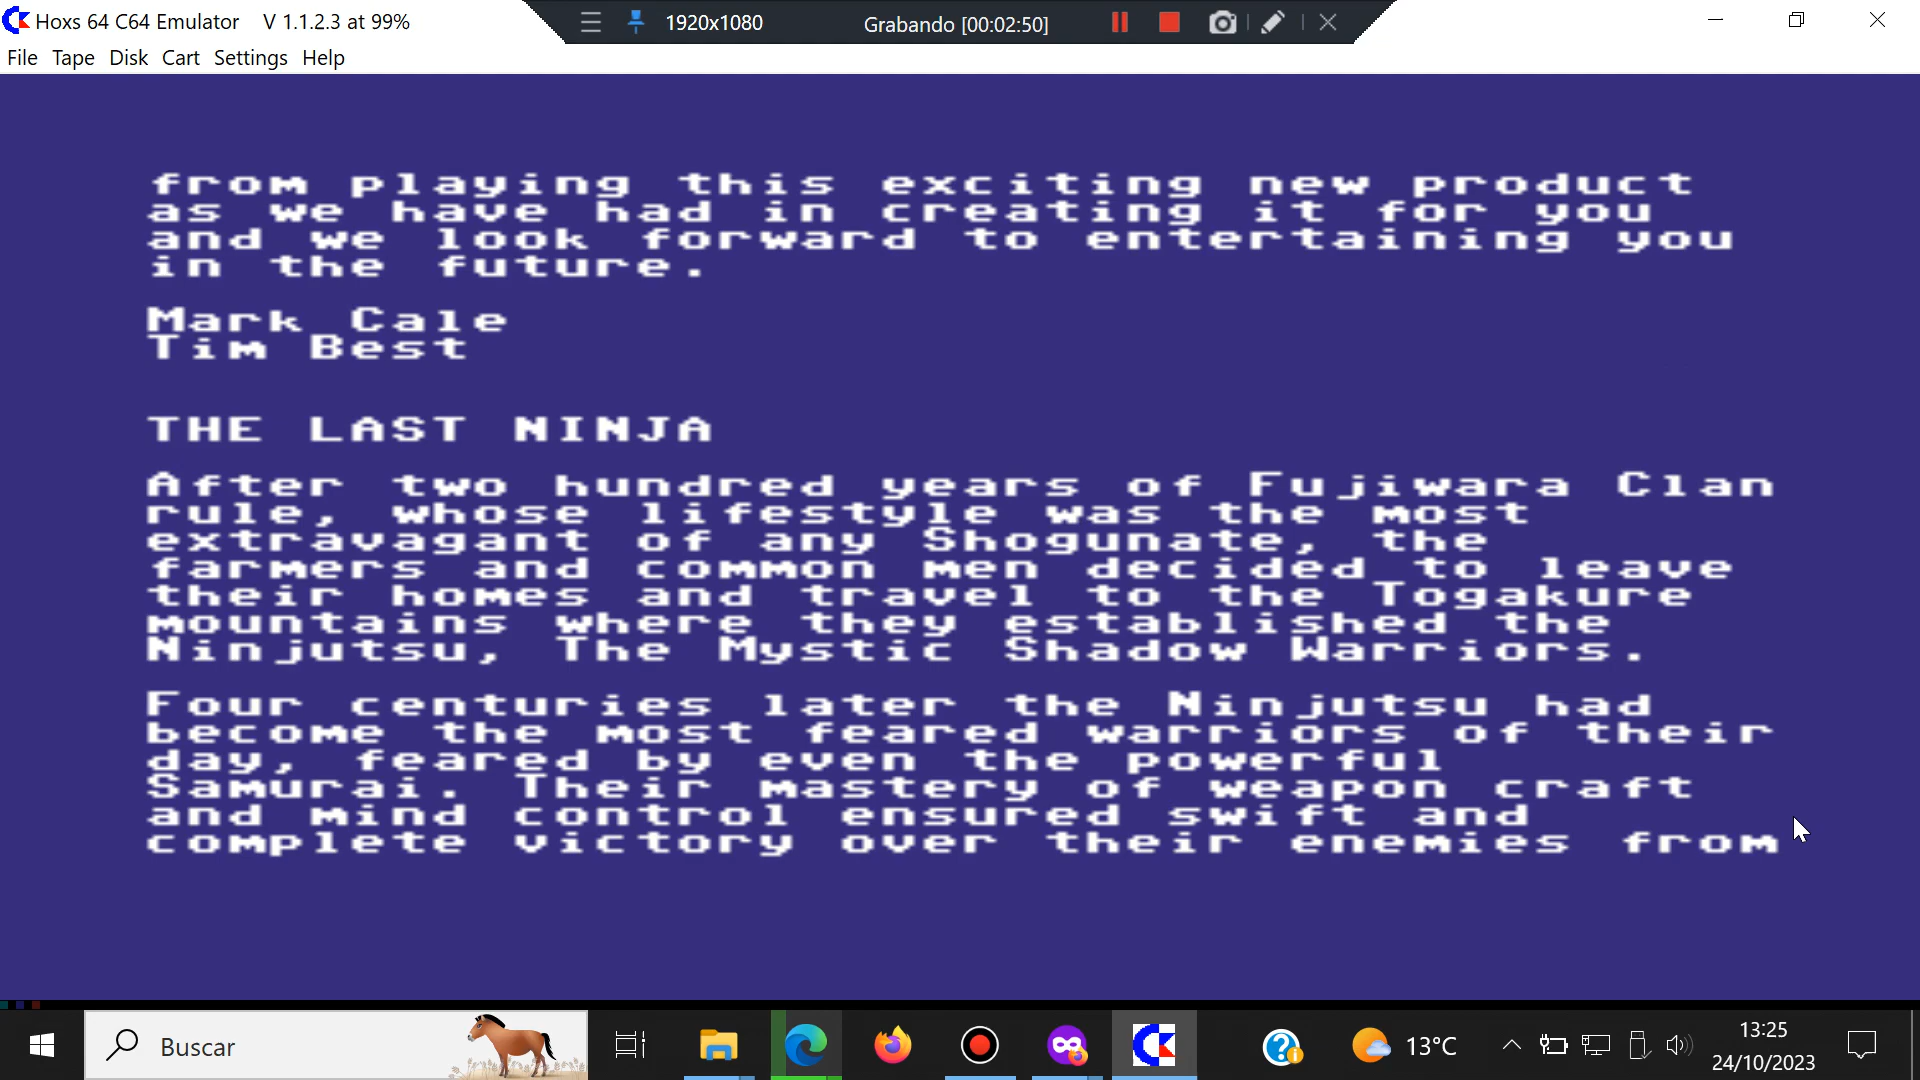 Hoxs 64 C64 Emulator V 1.1.2.3 at 99%
1920x1080 Grabando [00:02:50]
File Tape Disk Cart Settings Help
from playing this exciting new product
as we have had in creating it for you
and we look forward to entertaining you
in the future.
Mark Cale
Tim Best
THE LAST NINJA
After two hundred years of Fujiwara Clan
rule, whose lifestyle was the most
extravagant of any Shogunate, the
farmers and common men decided to leave
their homes and travel to the Togakure
mountains where they established the
Ninjutsu, The Mystic Shadow Warriors.
Four centuries later the Ninjutsu had
become the most feared warriors of their
day, feared by even the powerful
Samurai. Their mastery of weapon craft
and mind control ensured swift and
complete victory over their enemies from
Buscar
13°C
13:25
24/10/2023